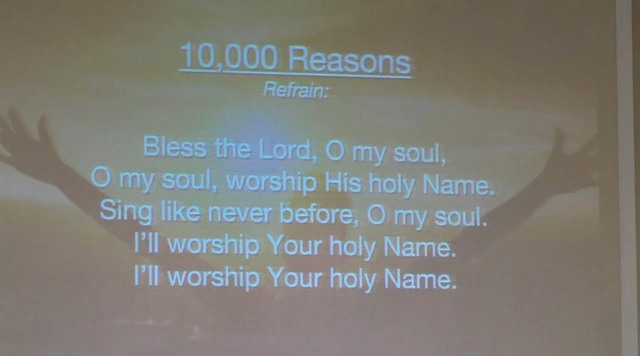 10,000 Reasons
Refrain:
Bless the Lord, O my soul,
O my soul, worship His holy Name.
Sing like never before, O my soul.
I'll worship Your holy Name.
I'll worship Your holy Name.